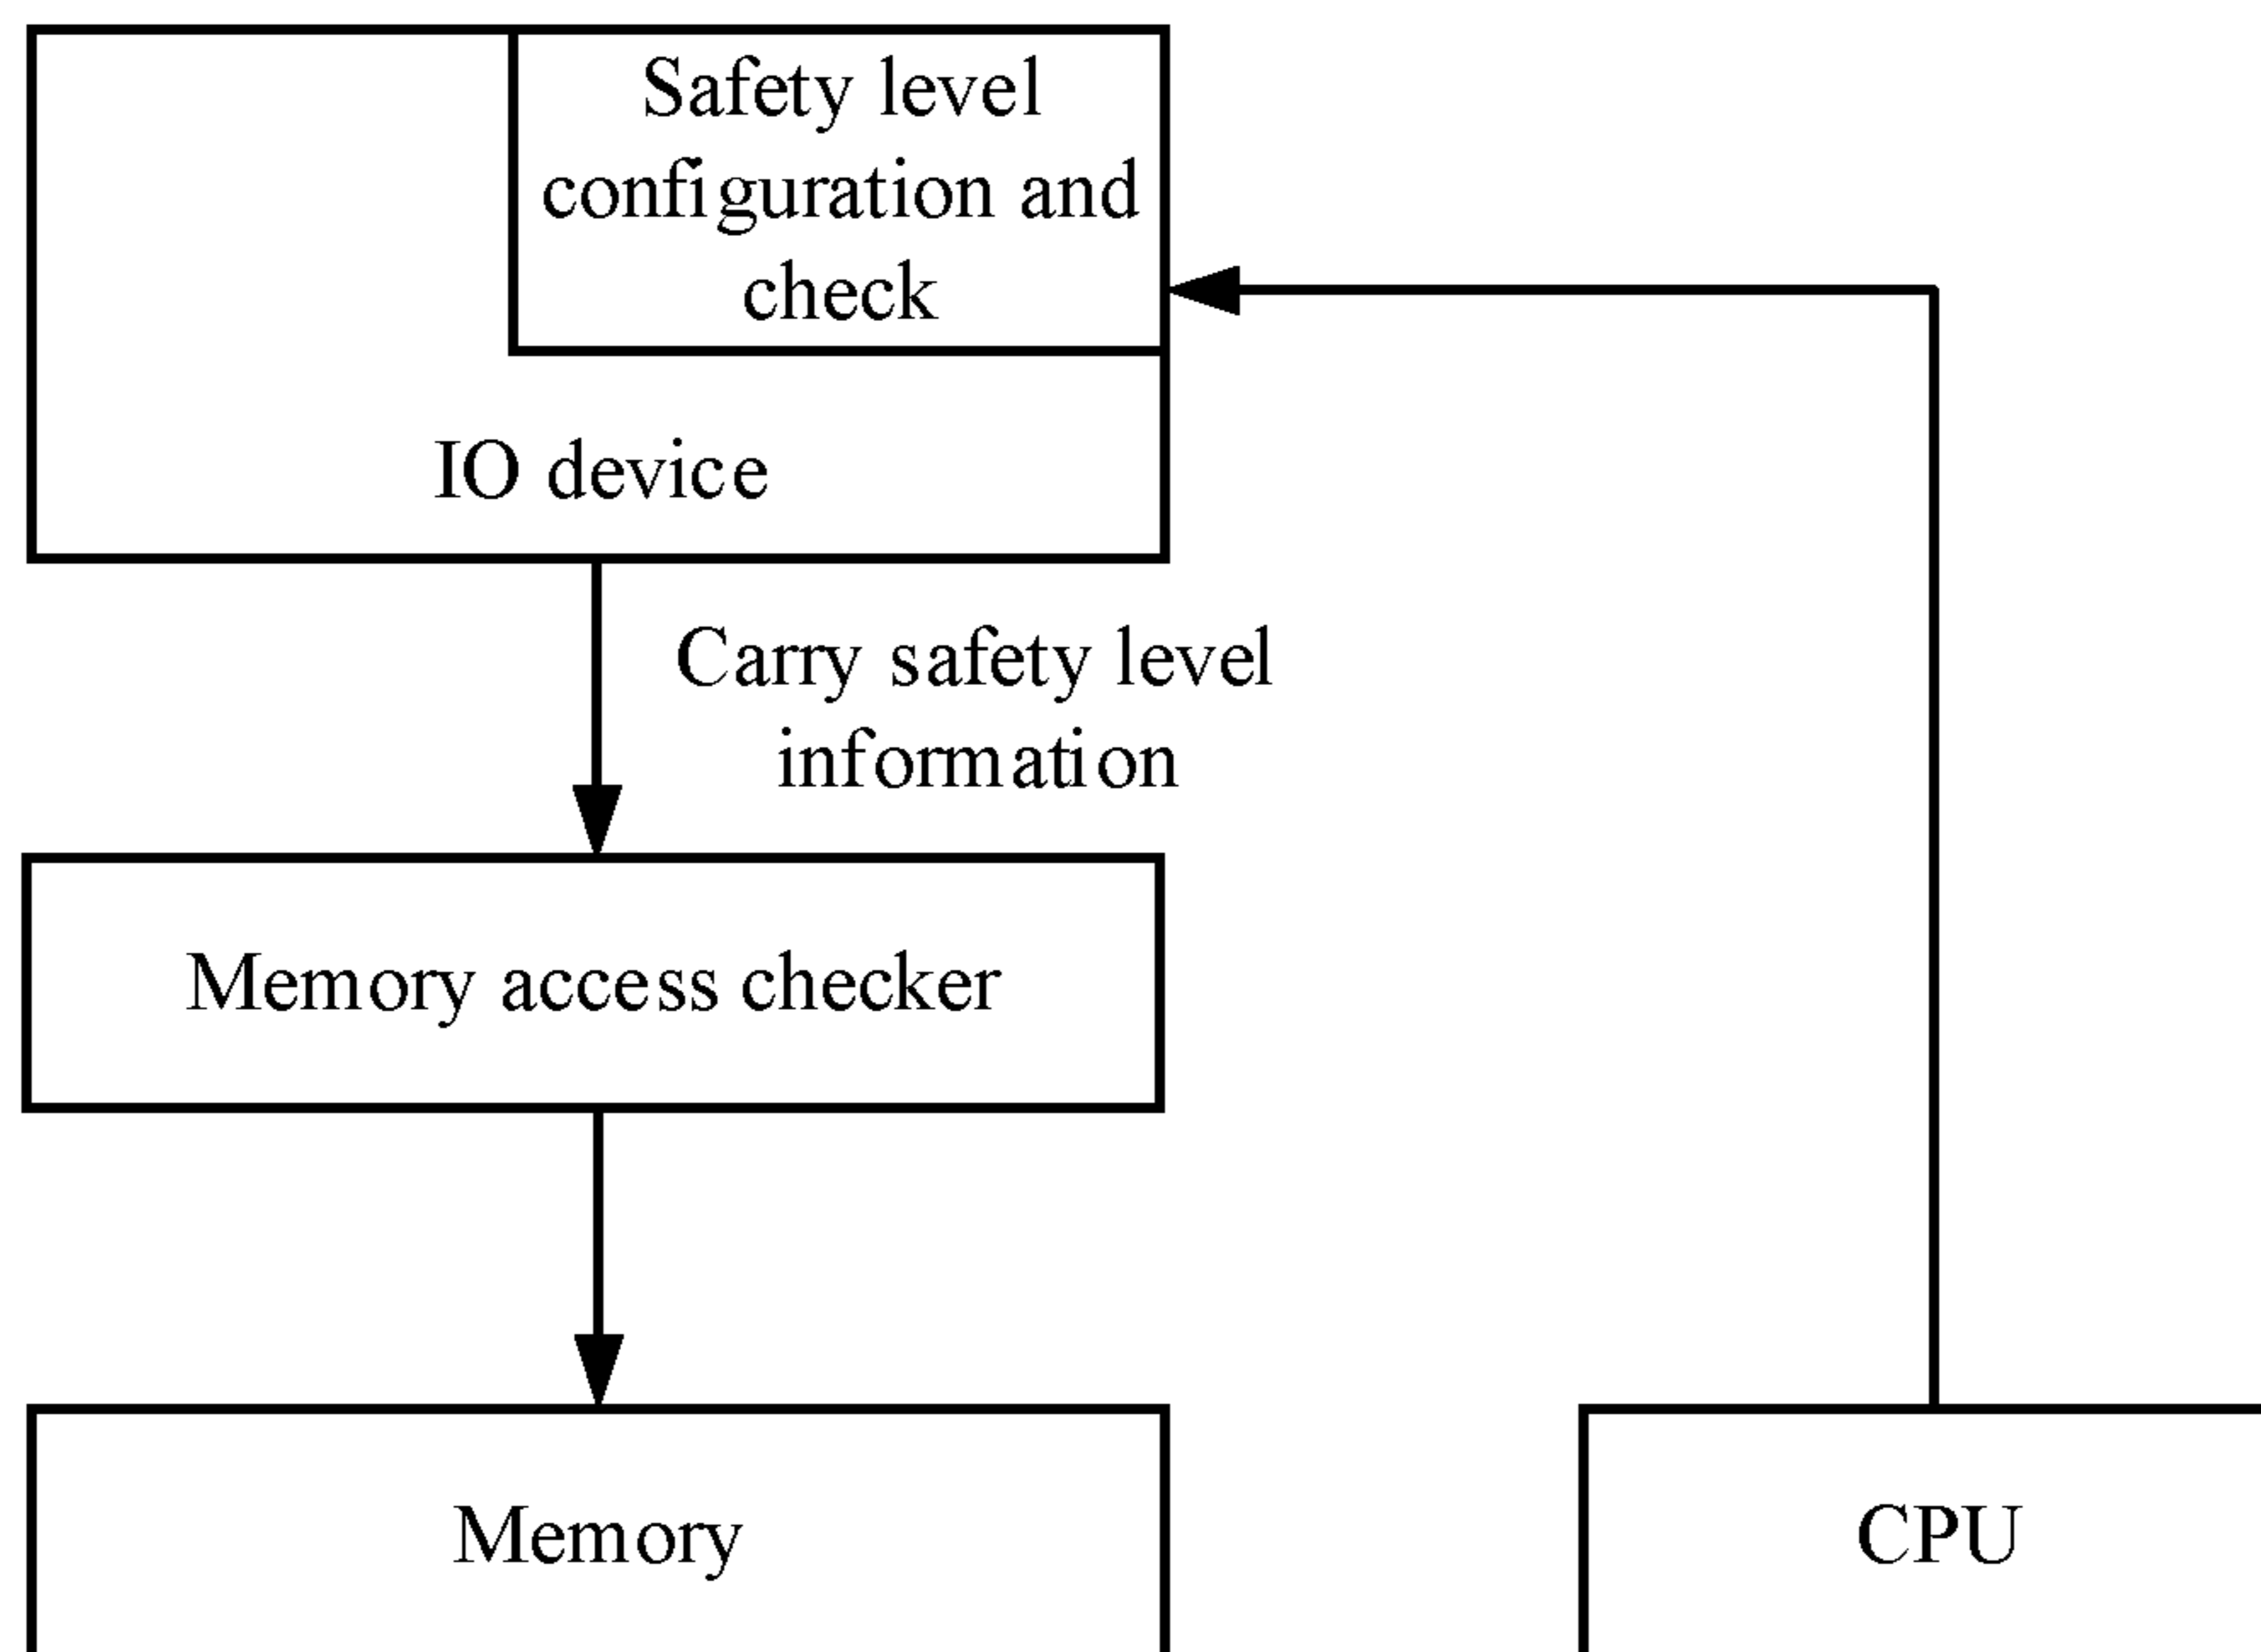 Safety level
configuration and
check
IO device
Carry safety level
information
Memory access checker
Memory
CPU